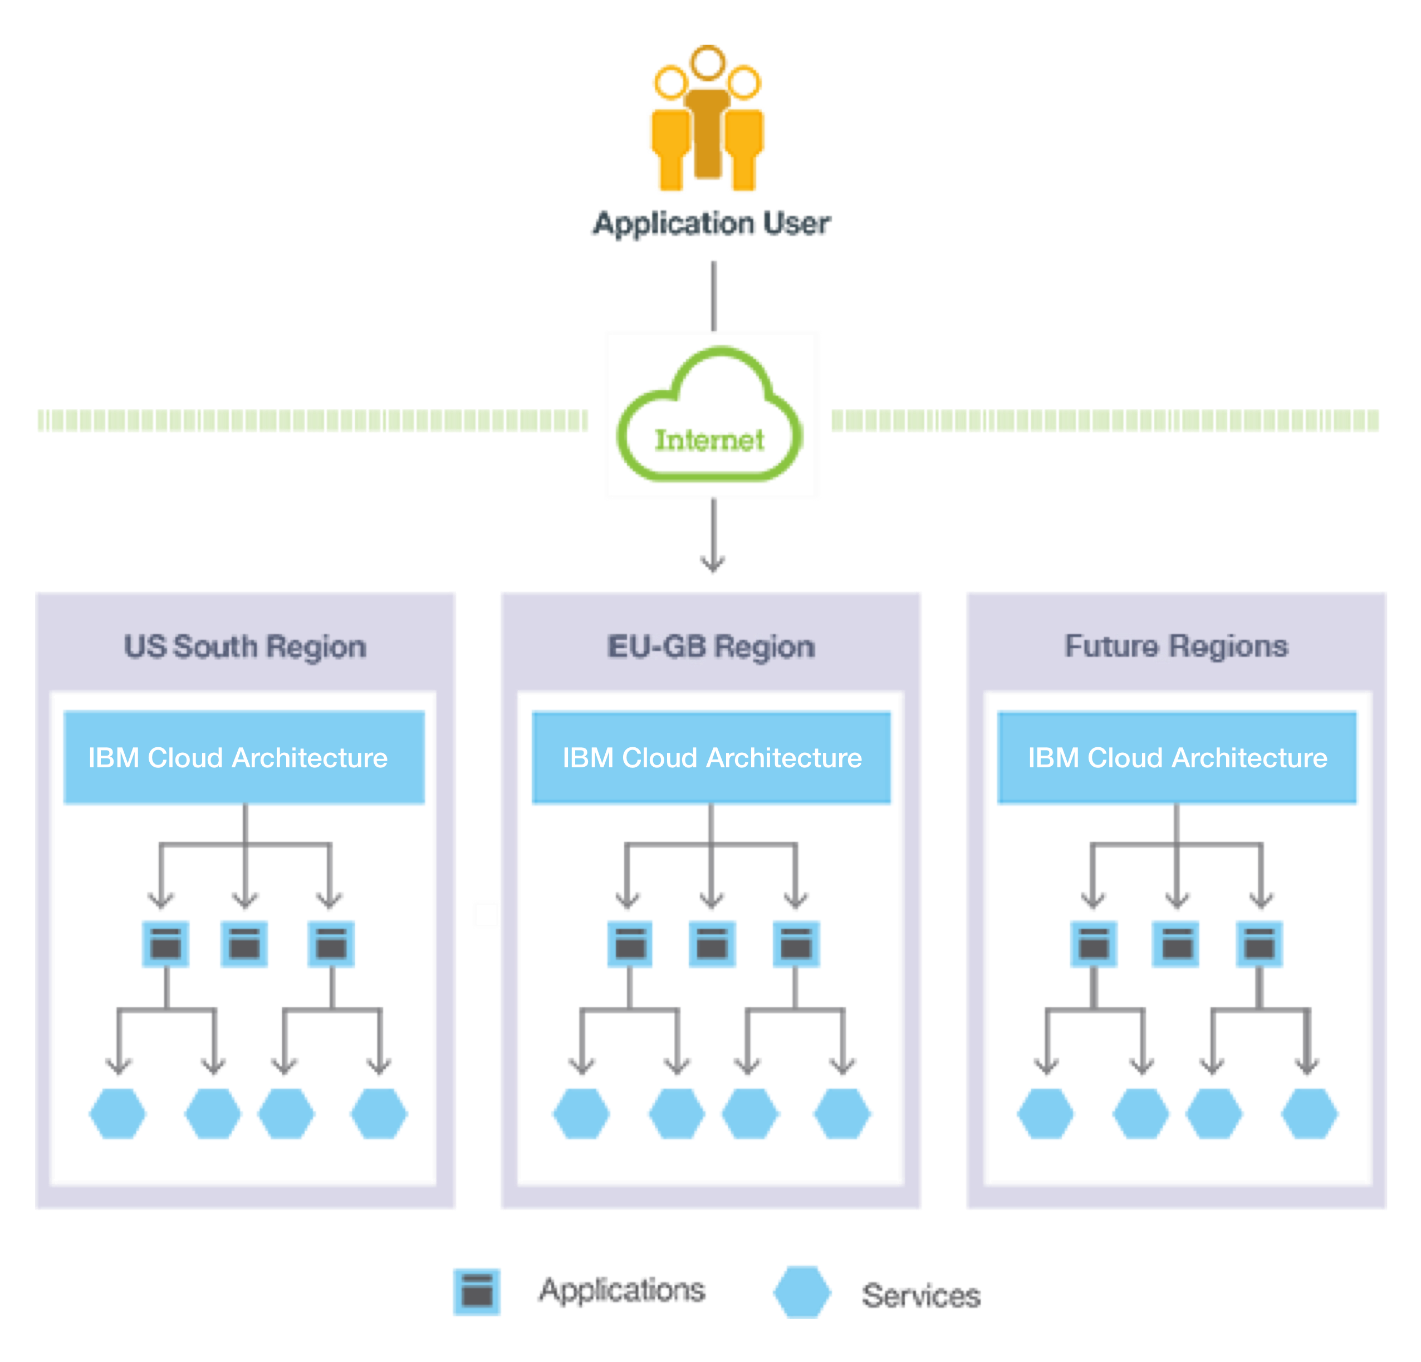 Application User
Internet
US South Region
EU-GB Region
Future Regions
IBM Cloud Architecture
IBM Cloud Architecture
IBM Cloud Architecture
Applications
Services